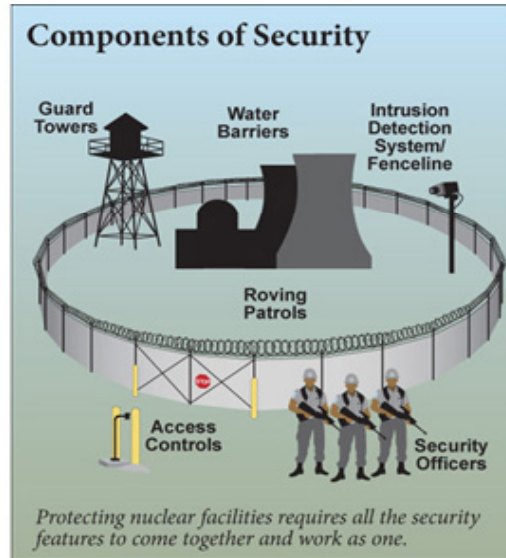 Components of Security
Guard
Towers
Water
Barriers
Intrusion
Detection
System/
Fenceline
Roving
Patrols
STOP
Access
Controls
Security
Officers
Protecting nuclear facilities requires all the security
features to come together and work as one.